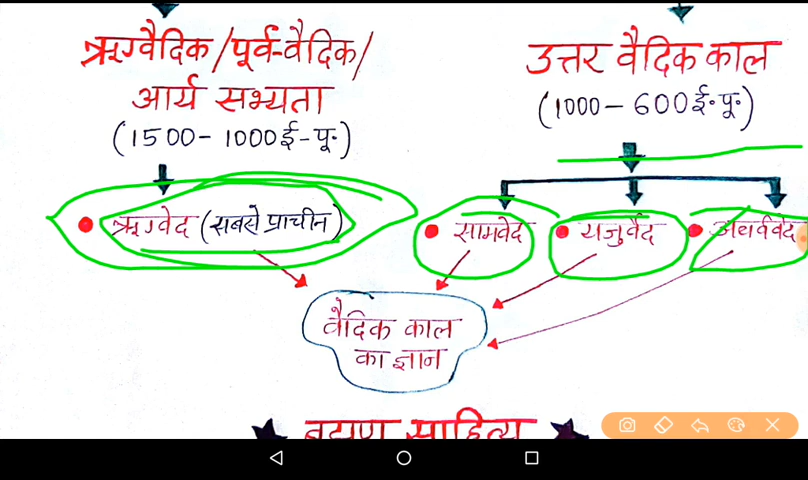 ऋग्वैदिक/पूर्व-वैदिक/
आर्य सभ्यता
(1500-1000ई-पू॰)
उत्तर वैदिक काल
(1000-600ई॰पू॰)
ऋग्वेद (सबसे प्राचीन)
सामवेद
यजुर्वेद
अथर्ववेद
वैदिक काल
का ज्ञान
साहित्य